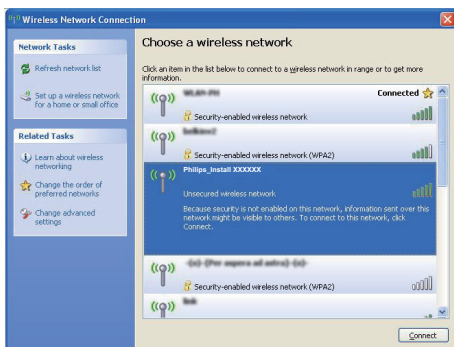 Wireless Network Connection
Network Tasks
Refresh network list
Set up a wireless network
for a home or small office
Related Tasks
Learn about wireless
networking
Change the order of
preferred networks
Change advanced
settings
Choose a wireless network
Click an item in the list below to connect to a wireless network in range or to get more
information.
Connected
Security-enabled wireless network
Security-enabled wireless network (WPA2)
Philips_Install XXXXXX
Unsecured wireless network
Because security is not enabled on this network, information sent over this
network might be visible to others. To connect to this network, click
Connect.
Security-enabled wireless network (WPA2)
Connect